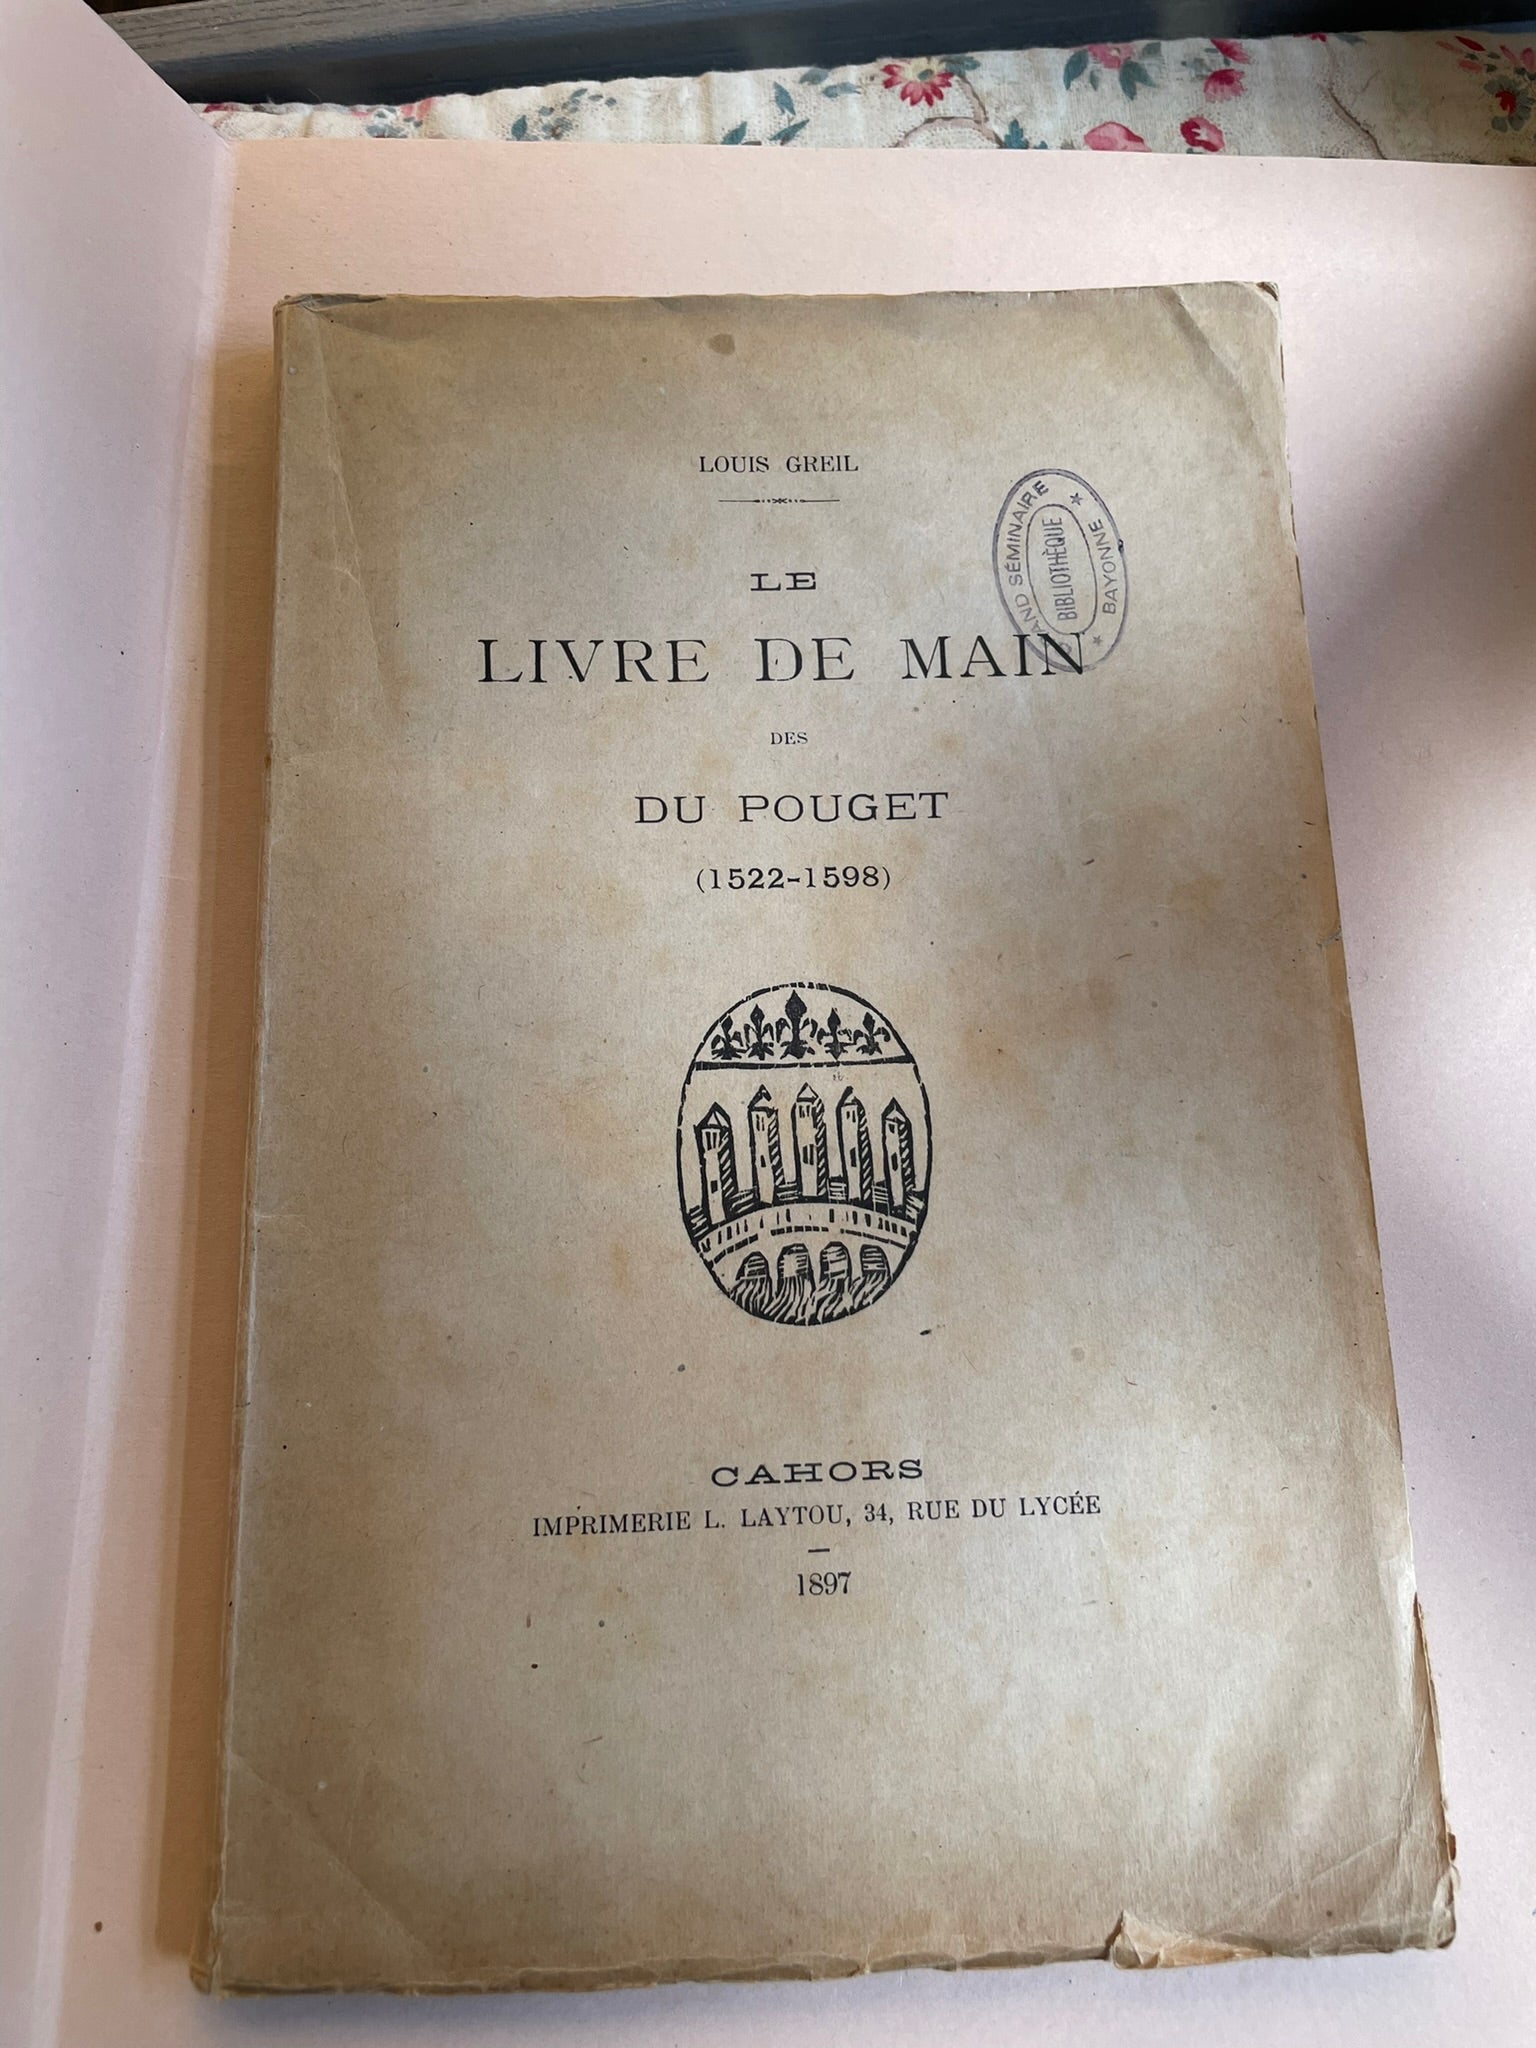 LOUIS GREIL
LE
LIVRE DE MAIN
DES
DU POUGET
(1522-1598)
CAHORS
IMPRIMERIE L. LAYTOU, 34, RUE DU LYCÉE
1897
SÉMINAIRE
BIBLIOTHÈQUE
BAYONNE